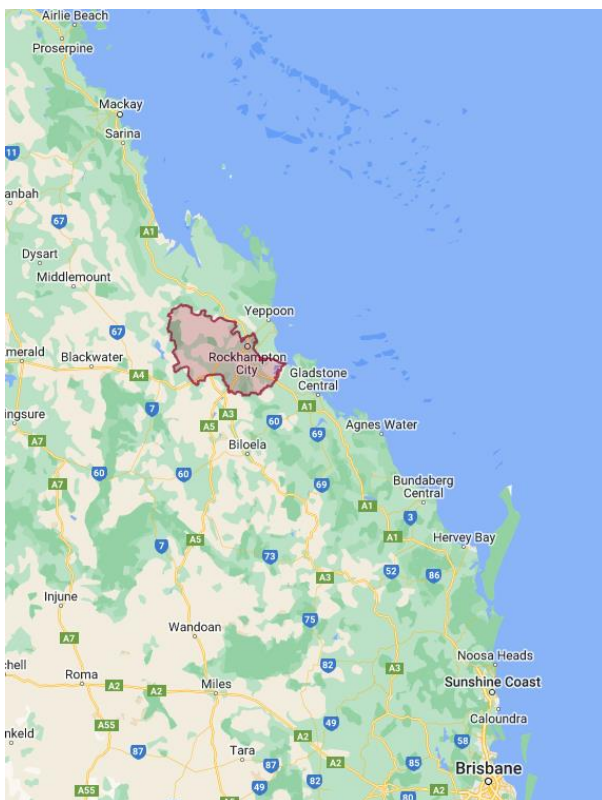 Airlie Beach
Proserpine
Mackay
Sarina
11
anbah
67
A1
Dysart
Middlemount
Yeppoon
67
Rockhampton
City
merald
Blackwater
A4
Gladstone
Central
7
A3
A1
ingsure
A5
60
69
Agnes Water
A7
Biloela
60
60
69
Bundaberg
Central
A7
A1
3
7
A5
A1
Hervey Bay
73
52
86
A3
Injune
75
A7
Wandoan
82
Noosa Heads
chell
Roma
A2
A2
Miles
A3
Sunshine Coast
A55
49
Caloundra
nkeld
87
Tara
A2
58
A55
87
49
82
85
Brisbane
80
A2